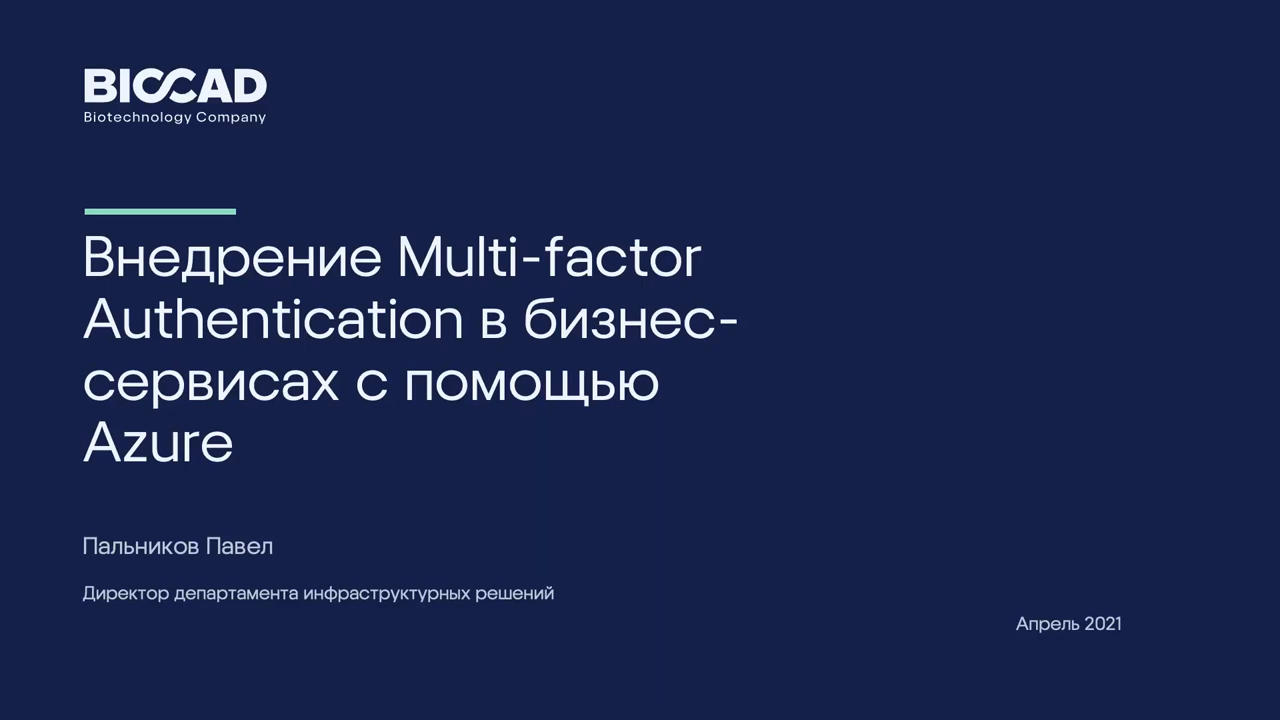 BIOCAD
Biotechnology Company
Внедрение Multi-factor
Authentication в бизнес-
сервисах с помощью
Azure
Пальников Павел
Директор департамента инфраструктурных решений
Апрель 2021